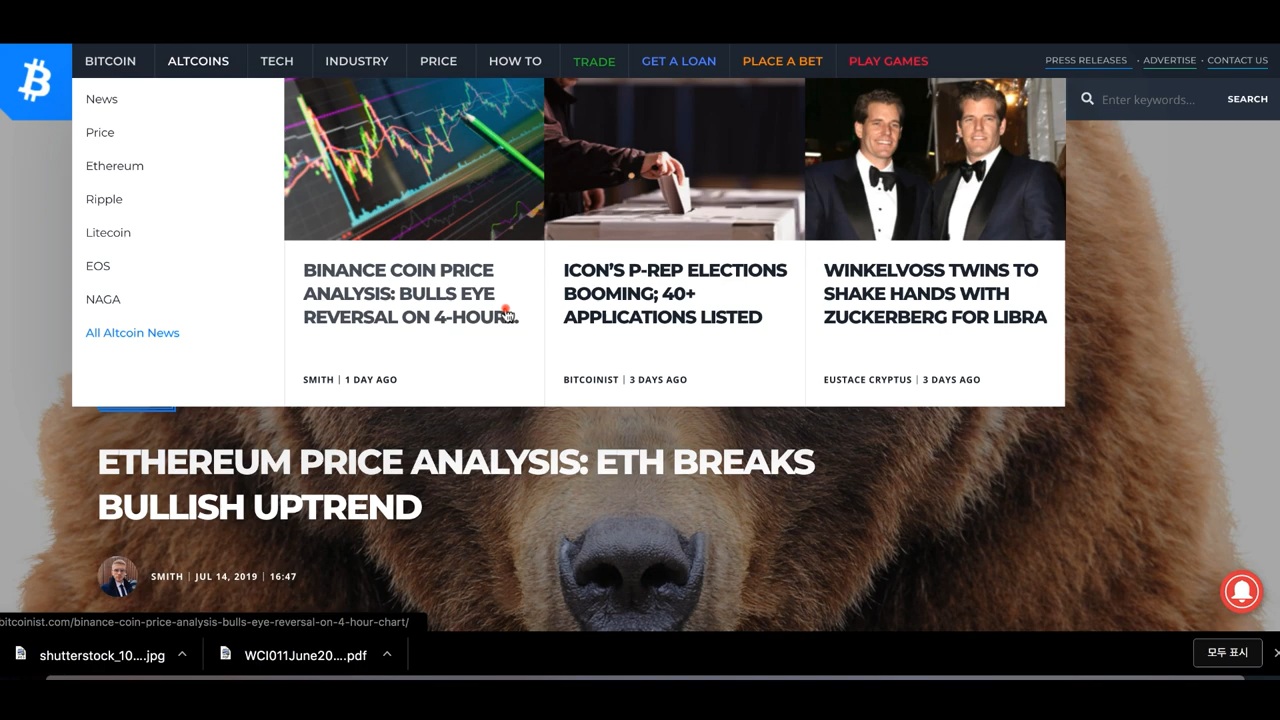 BITCOIN ALTCOINS TECH INDUSTRY PRICE HOW TO TRADE GET A LOAN PLACE A BET PLAY GAMES PRESS RELEASES · ADVERTISE · CONTACT US
Enter keywords... SEARCH
News
Price
Ethereum
Ripple
Litecoin
EOS
NAGA
All Altcoin News
BINANCE COIN PRICE
ANALYSIS: BULLS EYE
REVERSAL ON 4-HOUR...
SMITH | 1 DAY AGO
ICON’S P-REP ELECTIONS
BOOMING; 40+
APPLICATIONS LISTED
BITCOINIST | 3 DAYS AGO
WINKELVOSS TWINS TO
SHAKE HANDS WITH
ZUCKERBERG FOR LIBRA
EUSTACE CRYPTUS | 3 DAYS AGO
ETHEREUM PRICE ANALYSIS: ETH BREAKS
BULLISH UPTREND
SMITH | JUL 14, 2019 | 16:47
bitcoinist.com/binance-coin-price-analysis-bulls-eye-reversal-on-4-hour-chart/
shutterstock_10....jpg WCI011June20....pdf 모두 표시